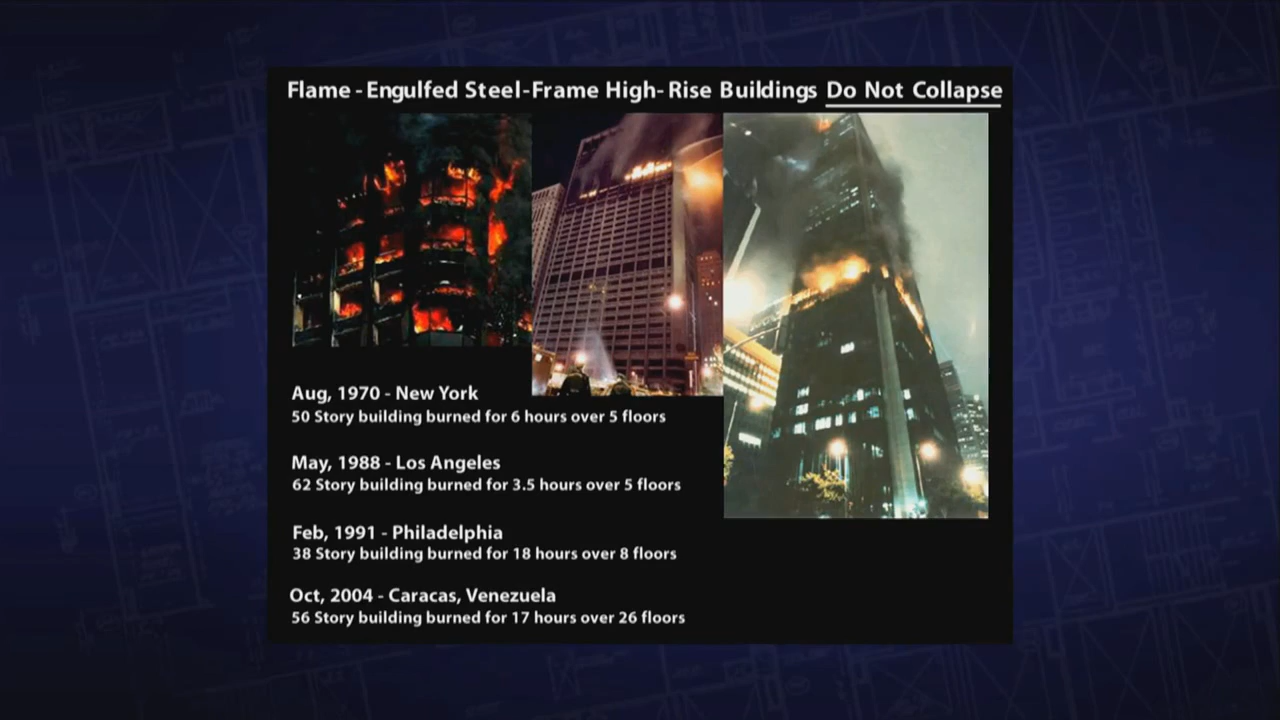 Flame - Engulfed Steel-Frame High- Rise Buildings Do Not Collapse
Aug, 1970 - New York
50 Story building burned for 6 hours over 5 floors
May, 1988 - Los Angeles
62 Story building burned for 3.5 hours over 5 floors
Feb, 1991 - Philadelphia
38 Story building burned for 18 hours over 8 floors
Oct, 2004 - Caracas, Venezuela
56 Story building burned for 17 hours over 26 floors